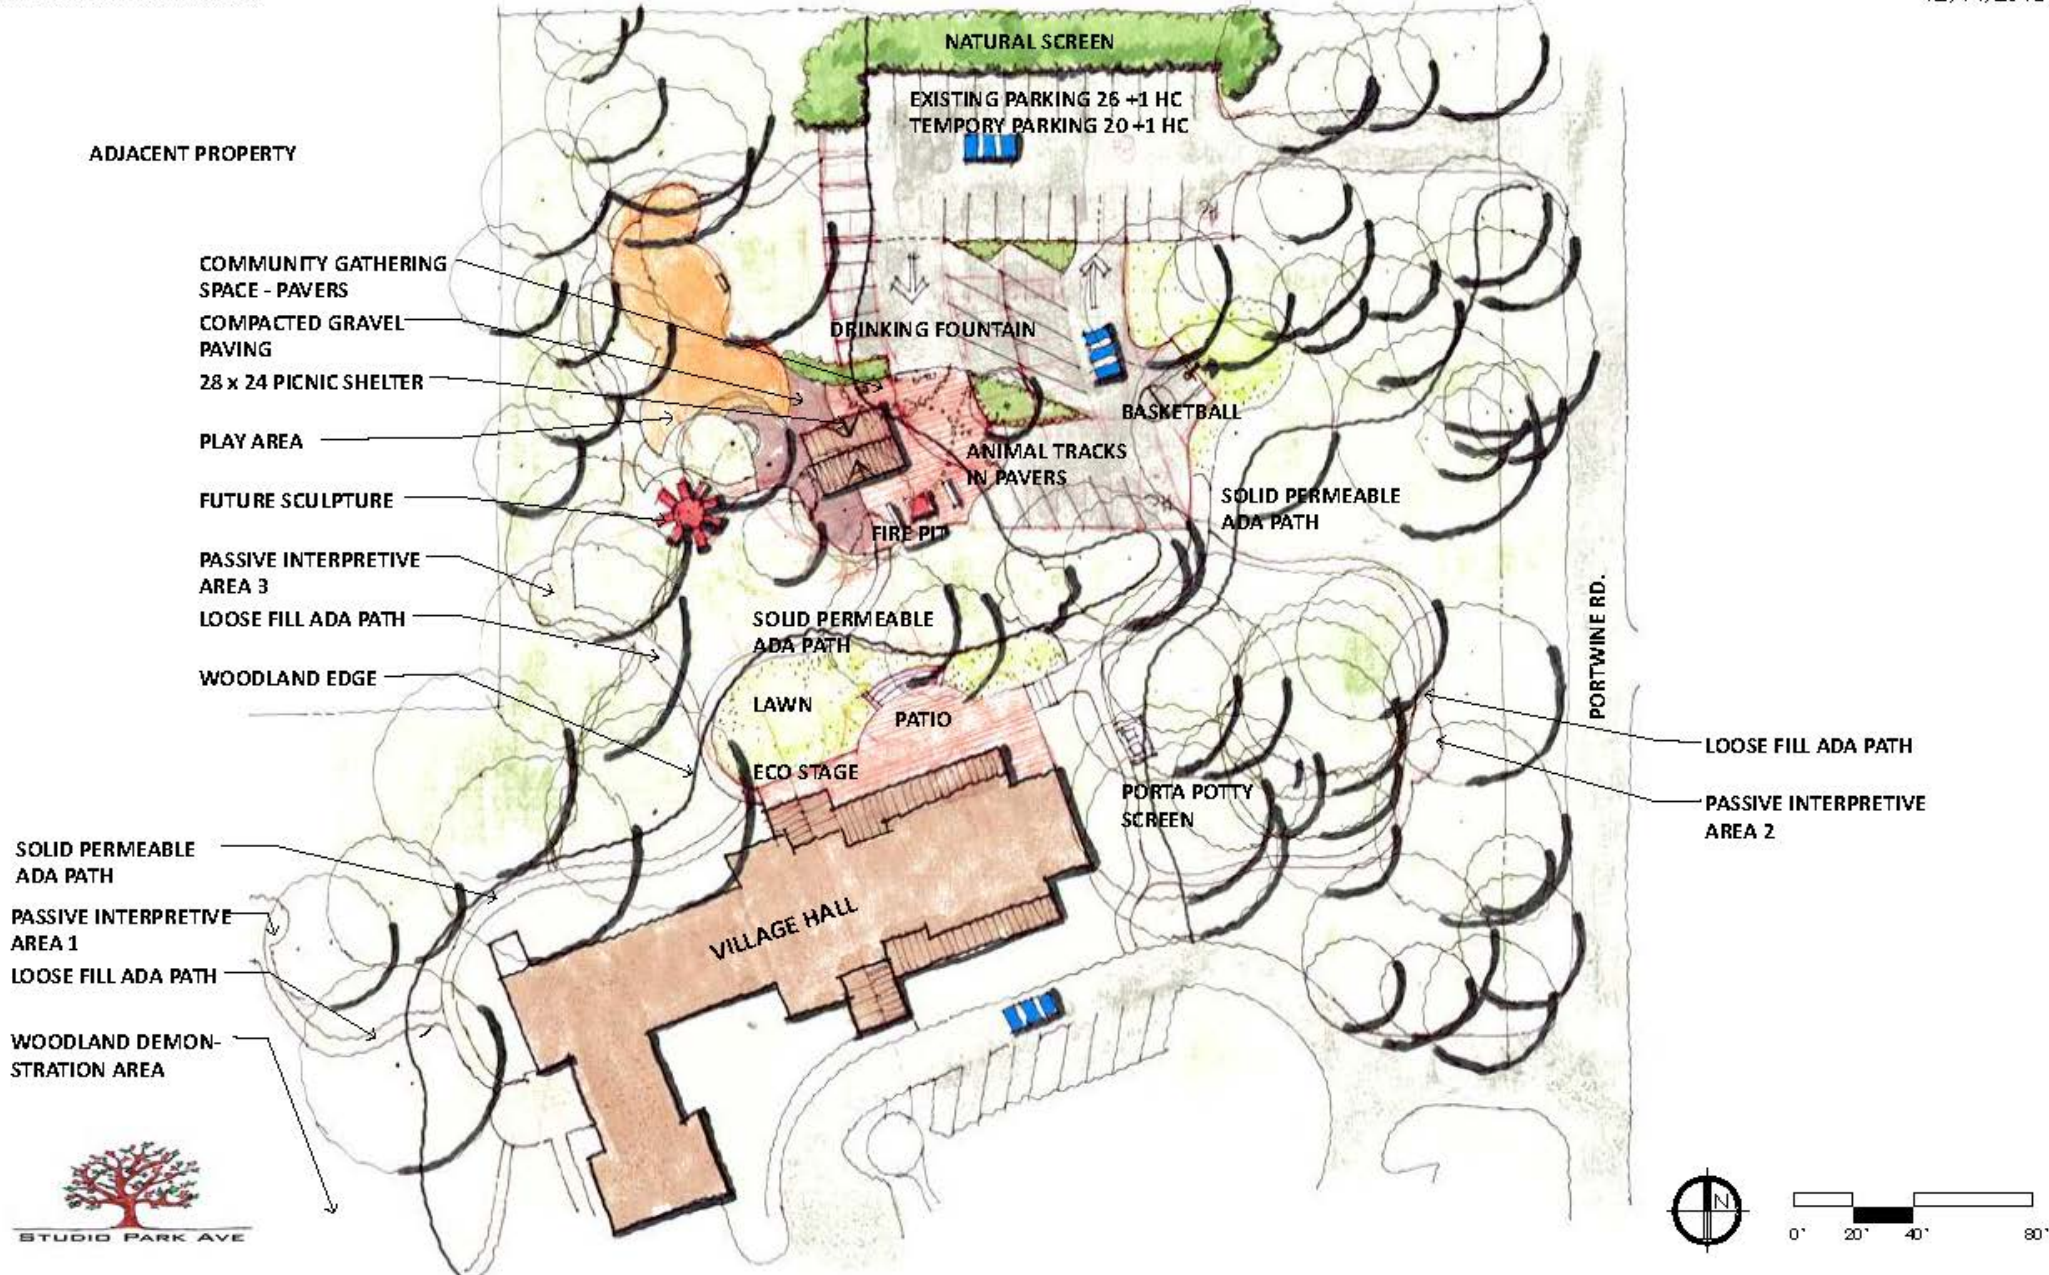 NATURAL SCREEN
EXISTING PARKING 26 +1 HC
TEMPORY PARKING 20 +1 HC
ADJACENT PROPERTY
COMMUNITY GATHERING
SPACE - PAVERS
COMPACTED GRAVEL
PAVING
28 x 24 PICNIC SHELTER
PLAY AREA
FUTURE SCULPTURE
PASSIVE INTERPRETIVE
AREA 3
LOOSE FILL ADA PATH
WOODLAND EDGE
DRINKING FOUNTAIN
BASKETBALL
ANIMAL TRACKS
IN PAVERS
SOLID PERMEABLE
ADA PATH
FIRE PIT
SOLID PERMEABLE
ADA PATH
LAWN
PATIO
ECO STAGE
PORTA POTTY
SCREEN
PORTWINE RD.
LOOSE FILL ADA PATH
PASSIVE INTERPRETIVE
AREA 2
SOLID PERMEABLE
ADA PATH
PASSIVE INTERPRETIVE
AREA 1
LOOSE FILL ADA PATH
WOODLAND DEMON-
STRATION AREA
VILLAGE HALL
STUDIO PARK AVE
N
0' 20' 40' 80'